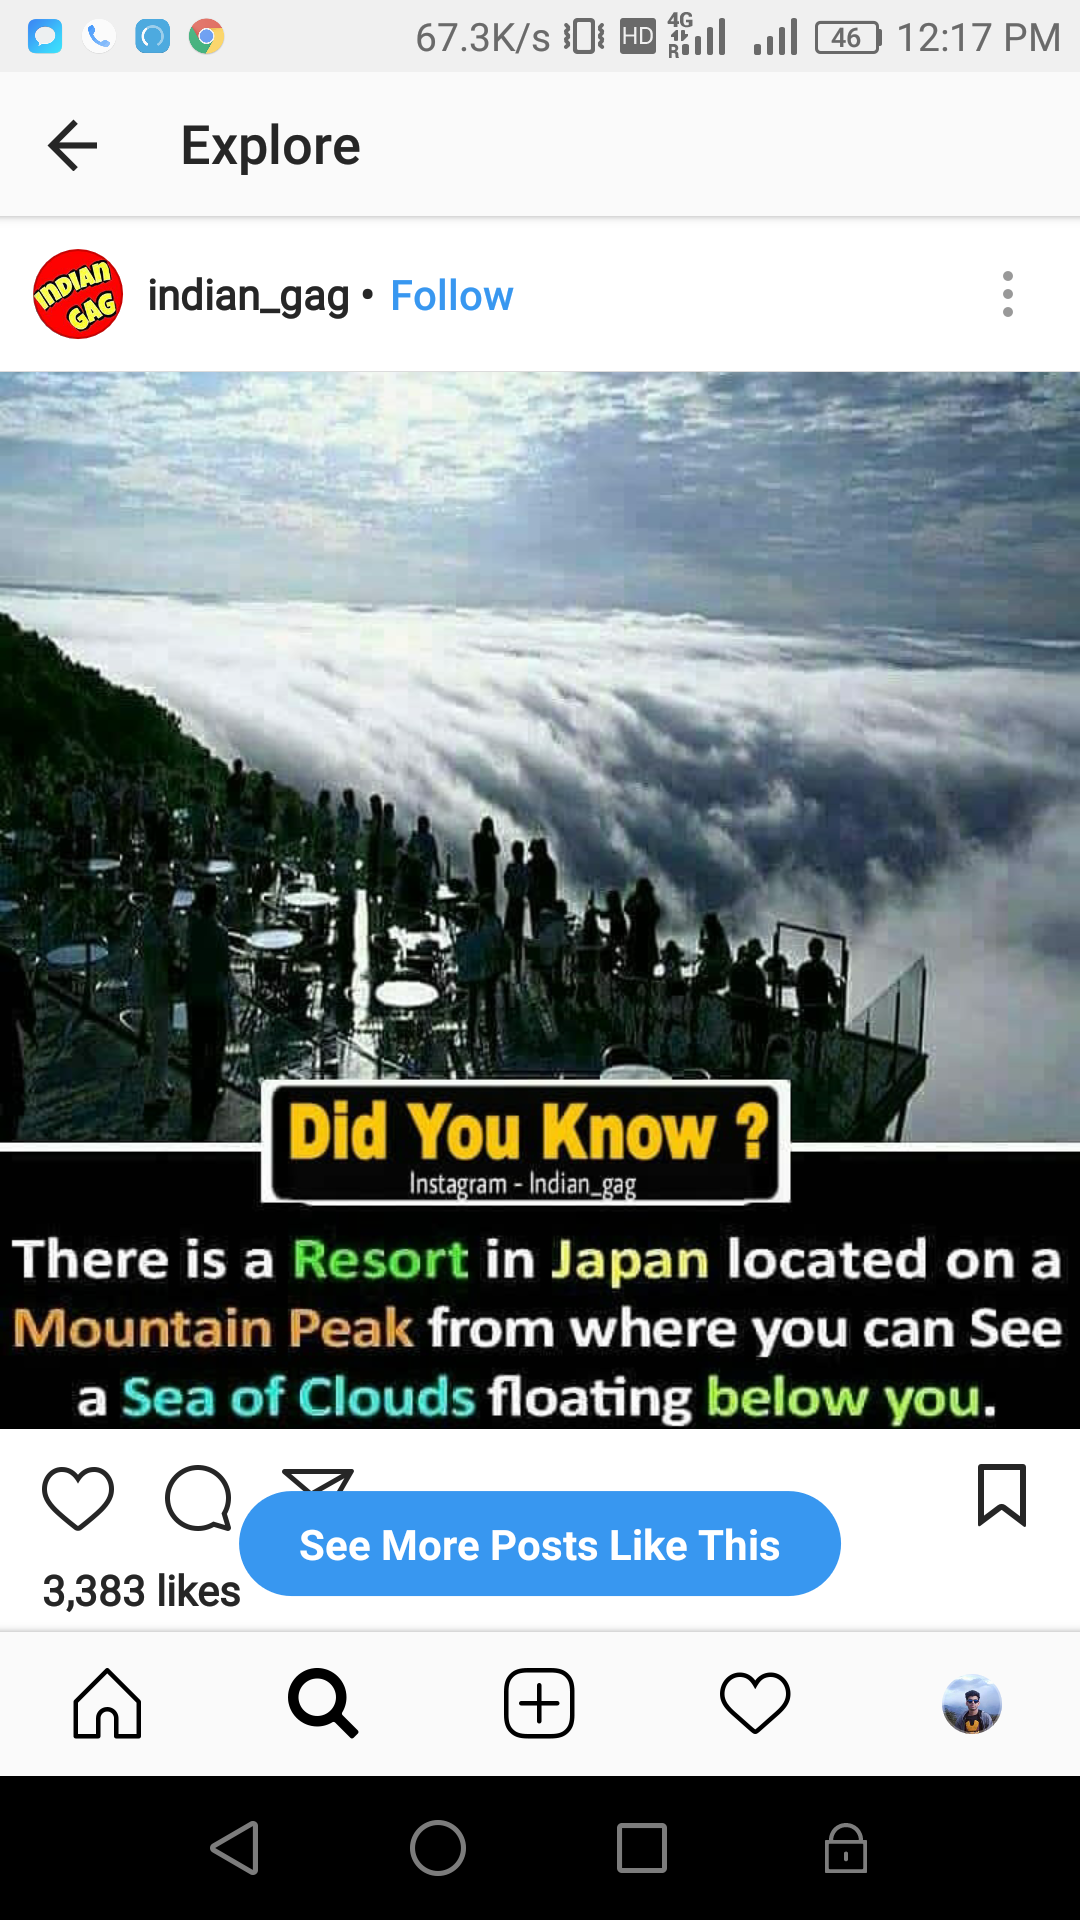 67.3K/s HD 4G R 46 12:17 PM
Explore
INDIAN GAG
indian_gag • Follow
Did You Know ?
Instagram - Indian_gag
There is a Resort in Japan located on a
Mountain Peak from where you can See
a Sea of Clouds floating below you.
See More Posts Like This
3,383 likes